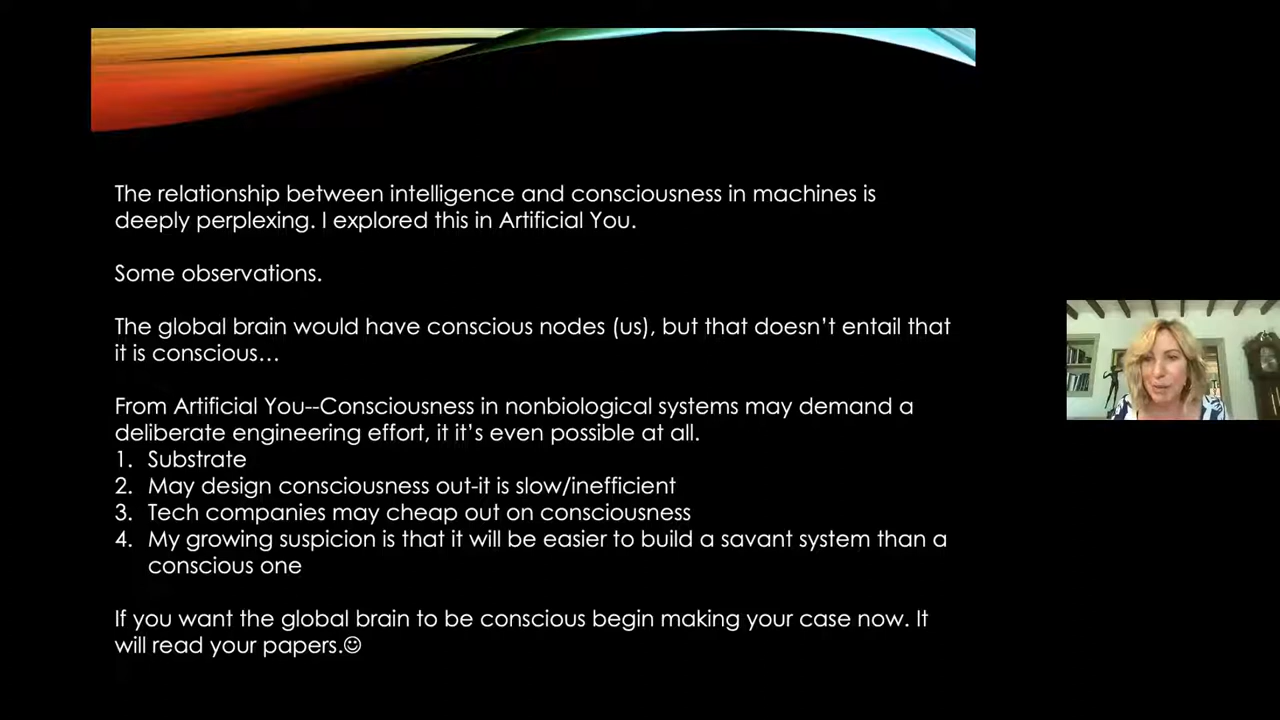 The relationship between intelligence and consciousness in machines is
deeply perplexing. I explored this in Artificial You.
Some observations.
The global brain would have conscious nodes (us), but that doesn’t entail that
it is conscious…
From Artificial You--Consciousness in nonbiological systems may demand a
deliberate engineering effort, it it’s even possible at all.
1. Substrate
2. May design consciousness out-it is slow/inefficient
3. Tech companies may cheap out on consciousness
4. My growing suspicion is that it will be easier to build a savant system than a
conscious one
If you want the global brain to be conscious begin making your case now. It
will read your papers.☺